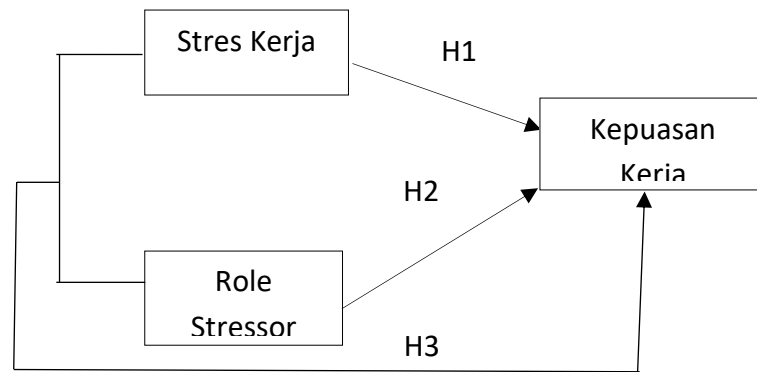 Stres Kerja
H1
Kepuasan
Kerja
H2
Role
Stressor
H3